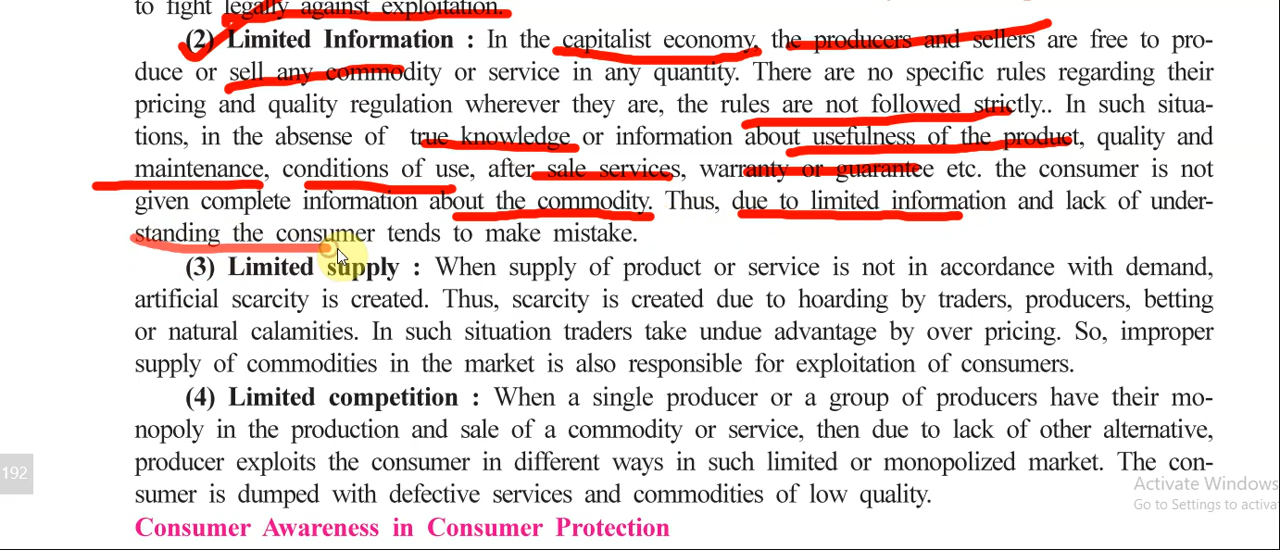 to fight legally against exploitation.
(2) Limited Information : In the capitalist economy, the producers and sellers are free to pro-
duce or sell any commodity or service in any quantity. There are no specific rules regarding their
pricing and quality regulation wherever they are, the rules are not followed strictly.. In such situa-
tions, in the absense of true knowledge or information about usefulness of the product, quality and
maintenance, conditions of use, after sale services, warranty or guarantee etc. the consumer is not
given complete information about the commodity. Thus, due to limited information and lack of under-
standing the consumer tends to make mistake.
(3) Limited supply : When supply of product or service is not in accordance with demand,
artificial scarcity is created. Thus, scarcity is created due to hoarding by traders, producers, betting
or natural calamities. In such situation traders take undue advantage by over pricing. So, improper
supply of commodities in the market is also responsible for exploitation of consumers.
(4) Limited competition : When a single producer or a group of producers have their mo-
nopoly in the production and sale of a commodity or service, then due to lack of other alternative,
producer exploits the consumer in different ways in such limited or monopolized market. The con-
192
sumer is dumped with defective services and commodities of low quality.
Activate Windows
Go to Settings to activa
Consumer Awareness in Consumer Protection